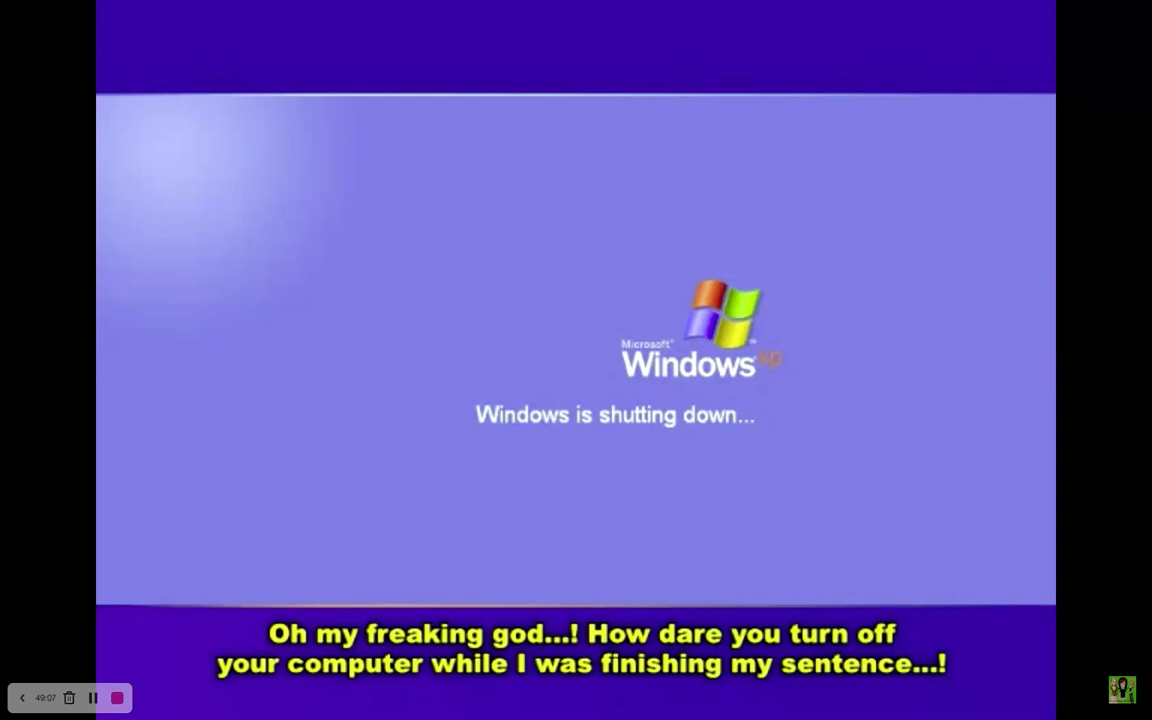 Microsoft
Windows xp
Windows is shutting down...
Oh my freaking god...! How dare you turn off
your computer while I was finishing my sentence...!
49:07